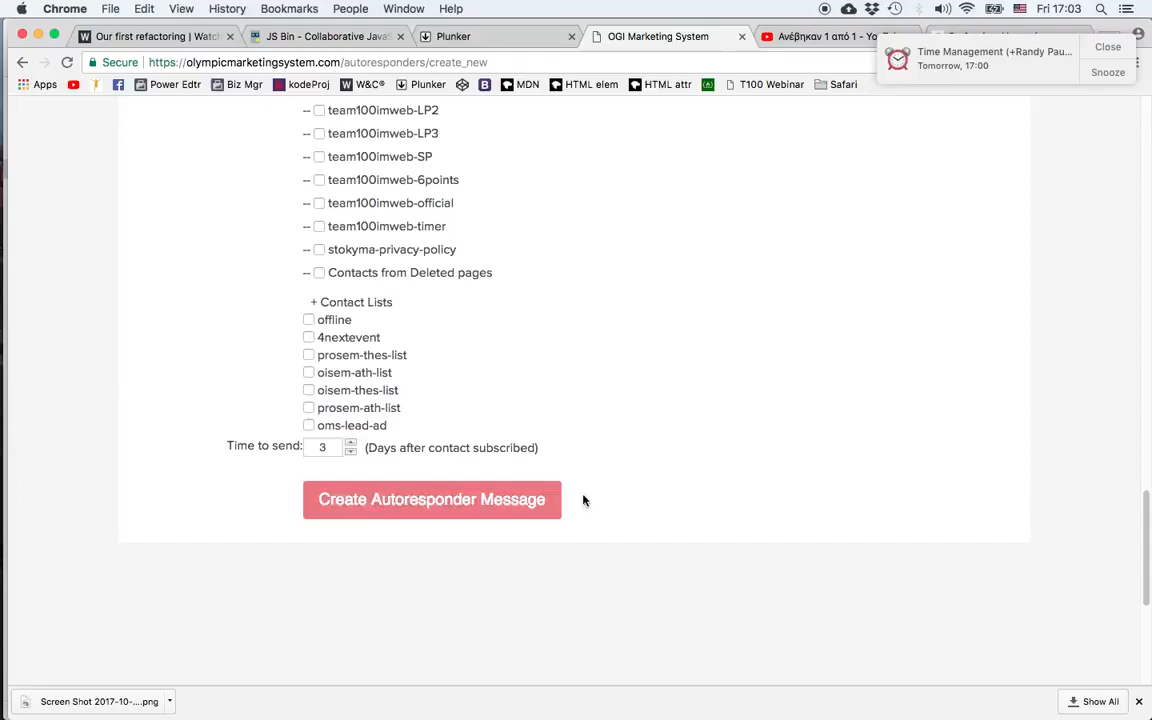 Chrome File Edit View History Bookmarks People Window Help Fri 17:03
Our first refactoring | Watch
JS Bin - Collaborative JavaS
Plunker
OGI Marketing System
Ανέβηκαν 1 από 1 - Yo
Secure https://olympicmarketingsystem.com/autoresponders/create_new
Time Management (+Randy Pau...
Tomorrow, 17:00
Close
Snooze
Apps Power Edtr Biz Mgr kodeProj W&C® Plunker MDN HTML elem HTML attr T100 Webinar Safari
-- team100imweb-LP2
-- team100imweb-LP3
-- team100imweb-SP
-- team100imweb-6points
-- team100imweb-official
-- team100imweb-timer
-- stokyma-privacy-policy
-- Contacts from Deleted pages
+ Contact Lists
offline
4nextevent
prosem-thes-list
oisem-ath-list
oisem-thes-list
prosem-ath-list
oms-lead-ad
Time to send: 3 (Days after contact subscribed)
Create Autoresponder Message
Screen Shot 2017-10-....png
Show All